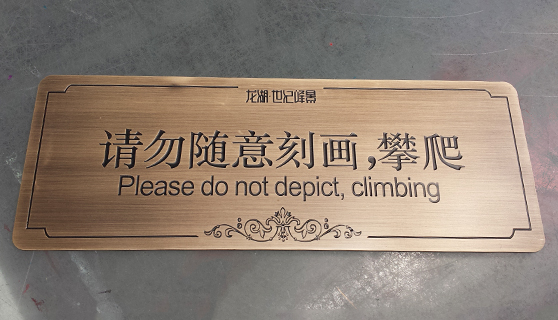 龙湖 世纪峰景
请勿随意刻画，攀爬
Please do not depict, climbing